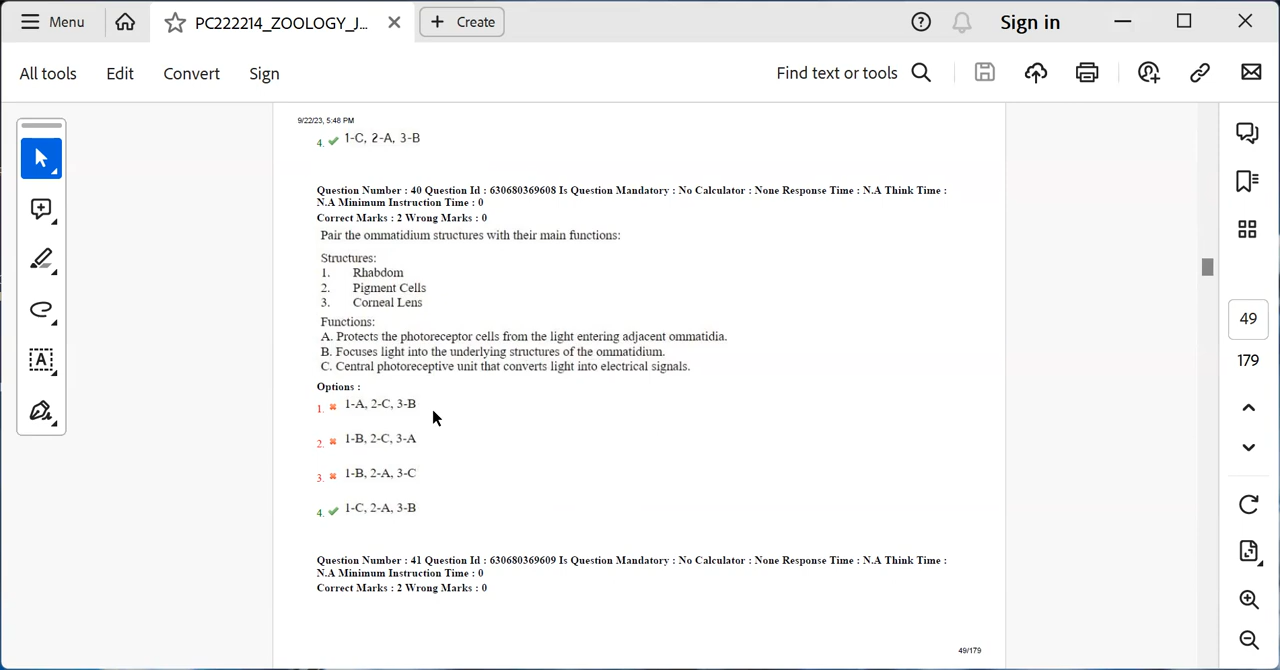 Menu
PC222214_ZOOLOGY_J...
Create
Sign in
All tools
Edit
Convert
Sign
Find text or tools
9/22/23, 5:48 PM
4. 1-C, 2-A, 3-B
Question Number : 40 Question Id : 630680369608 Is Question Mandatory : No Calculator : None Response Time : N.A Think Time :
N.A Minimum Instruction Time : 0
Correct Marks : 2 Wrong Marks : 0
Pair the ommatidium structures with their main functions:
Structures:
1. Rhabdom
2. Pigment Cells
3. Corneal Lens
Functions:
A. Protects the photoreceptor cells from the light entering adjacent ommatidia.
B. Focuses light into the underlying structures of the ommatidium.
C. Central photoreceptive unit that converts light into electrical signals.
Options :
1. 1-A, 2-C, 3-B
2. 1-B, 2-C, 3-A
3. 1-B, 2-A, 3-C
4. 1-C, 2-A, 3-B
Question Number : 41 Question Id : 630680369609 Is Question Mandatory : No Calculator : None Response Time : N.A Think Time :
N.A Minimum Instruction Time : 0
Correct Marks : 2 Wrong Marks : 0
49/179
49
179